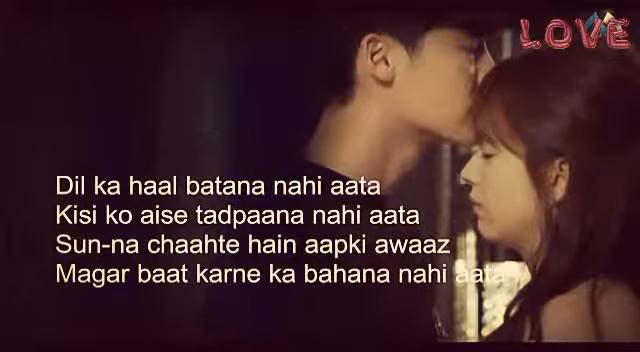 LOVE
Dil ka haal batana nahi aata
Kisi ko aise tadpaana nahi aata
Sun-na chaahte hain aapki awaaz
Magar baat karne ka bahana nahi aata